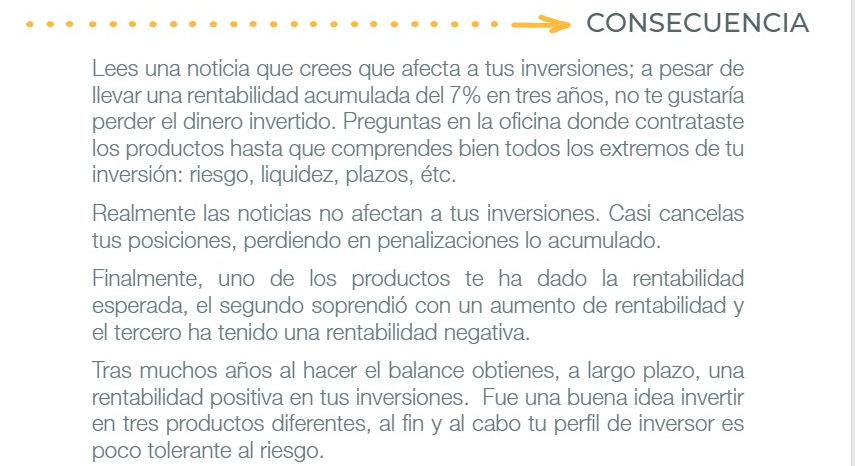 CONSECUENCIA
Lees una noticia que crees que afecta a tus inversiones; a pesar de
llevar una rentabilidad acumulada del 7% en tres años, no te gustaría
perder el dinero invertido. Preguntas en la oficina donde contrataste
los productos hasta que comprendes bien todos los extremos de tu
inversión: riesgo, liquidez, plazos, étc.
Realmente las noticias no afectan a tus inversiones. Casi cancelas
tus posiciones, perdiendo en penalizaciones lo acumulado.
Finalmente, uno de los productos te ha dado la rentabilidad
esperada, el segundo soprendió con un aumento de rentabilidad y
el tercero ha tenido una rentabilidad negativa.
Tras muchos años al hacer el balance obtienes, a largo plazo, una
rentabilidad positiva en tus inversiones. Fue una buena idea invertir
en tres productos diferentes, al fin y al cabo tu perfil de inversor es
poco tolerante al riesgo.